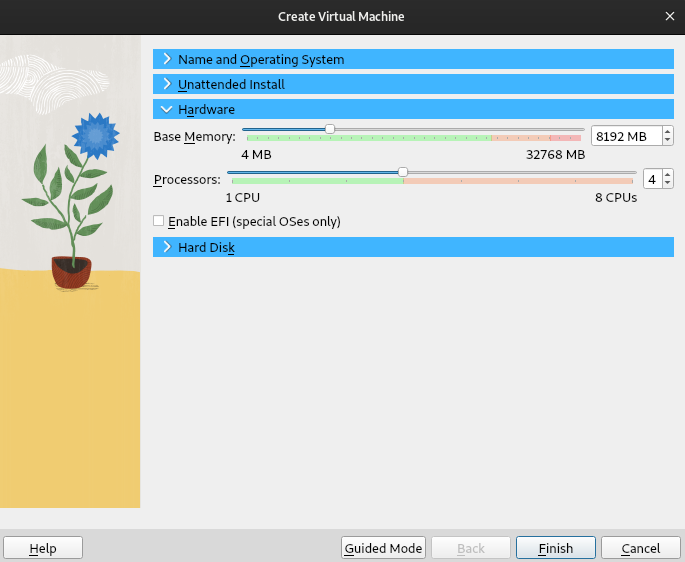 Create Virtual Machine
Name and Operating System
Unattended Install
Hardware
Base Memory: 8192 MB
4 MB 32768 MB
Processors: 4
1 CPU 8 CPUs
Enable EFI (special OSes only)
Hard Disk
Help Guided Mode Back Finish Cancel